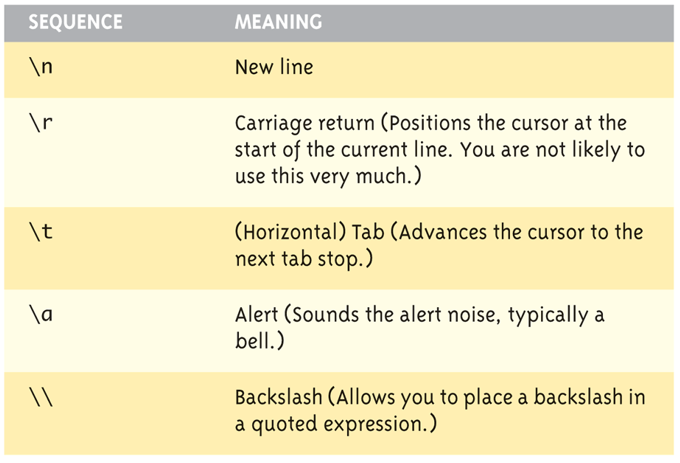 SEQUENCE MEANING
\n New line
\r Carriage return (Positions the cursor at the
start of the current line. You are not likely to
use this very much.)
\t (Horizontal) Tab (Advances the cursor to the
next tab stop.)
\a Alert (Sounds the alert noise, typically a
bell.)
\\ Backslash (Allows you to place a backslash in
a quoted expression.)